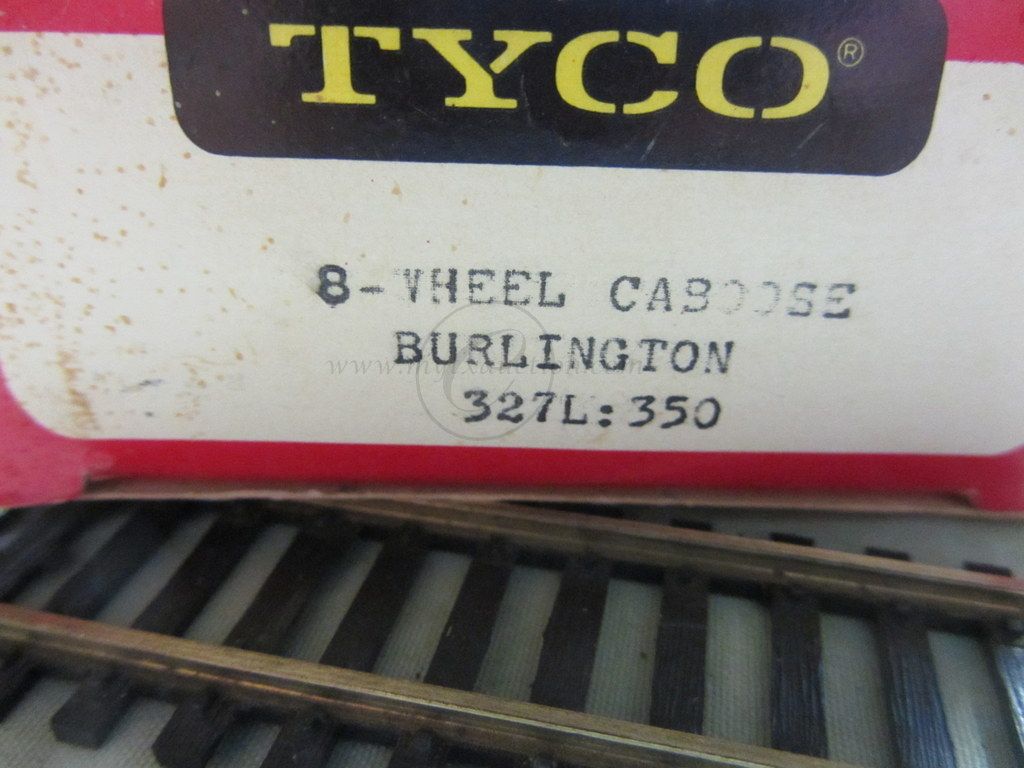 TYCO®
8-WHEEL CABOOSE
BURLINGTON
327L:350